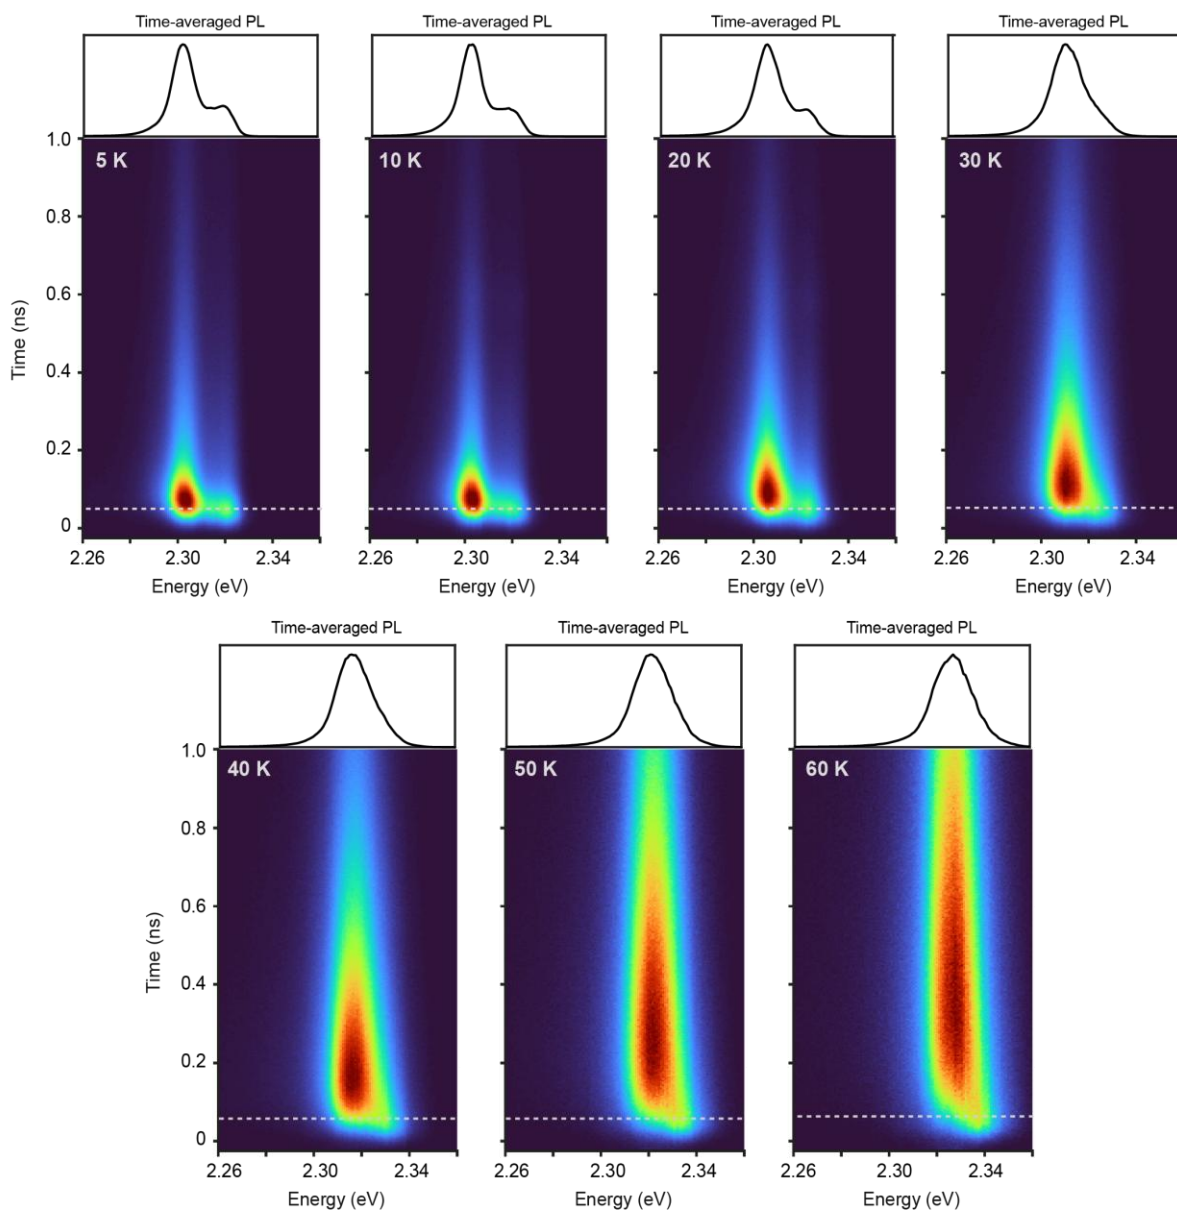 Time-averaged PL
Time-averaged PL
Time-averaged PL
Time-averaged PL
5 K
10 K
20 K
30 K
1.0
0.8
0.6
0.4
0.2
0
Time (ns)
2.26 2.30 2.34
2.26 2.30 2.34
2.26 2.30 2.34
2.26 2.30 2.34
Energy (eV)
Energy (eV)
Energy (eV)
Energy (eV)
Time-averaged PL
Time-averaged PL
Time-averaged PL
40 K
50 K
60 K
1.0
0.8
0.6
0.4
0.2
0
Time (ns)
2.26 2.30 2.34
2.26 2.30 2.34
2.26 2.30 2.34
Energy (eV)
Energy (eV)
Energy (eV)